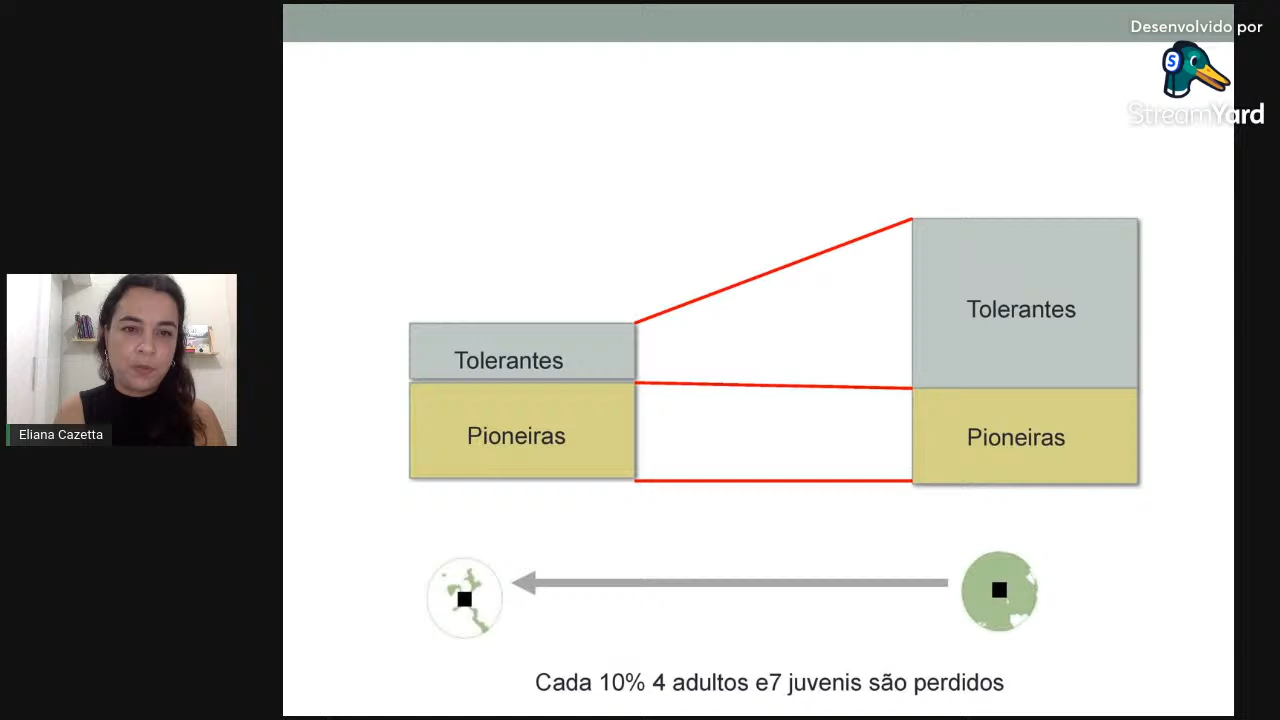 Desenvolvido por
S
StreamYard
Tolerantes
Tolerantes
Pioneiras
Pioneiras
Eliana Cazetta
Cada 10% 4 adultos e7 juvenis são perdidos